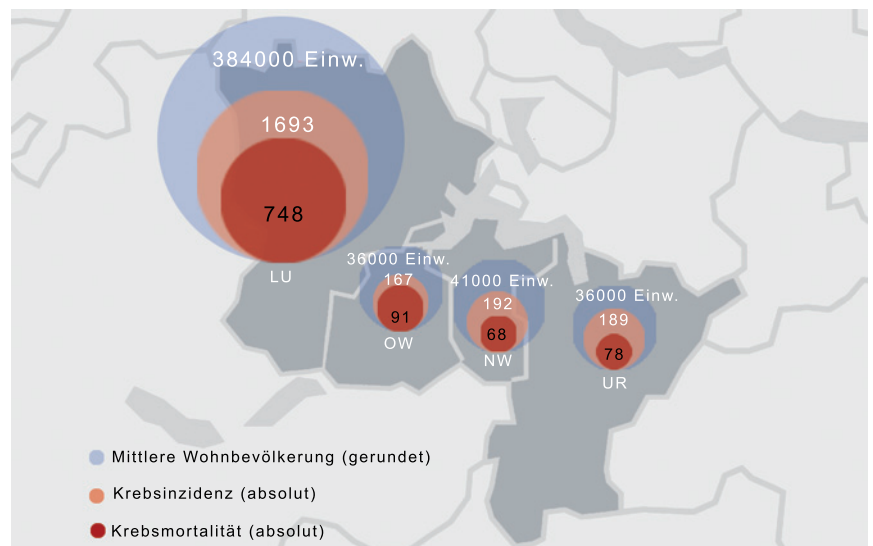 384000 Einw.
1693
748
LU
36000 Einw.
167
91
OW
41000 Einw.
192
68
NW
36000 Einw.
189
78
UR
Mittlere Wohnbevölkerung (gerundet)
Krebsinzidenz (absolut)
Krebsmortalität (absolut)